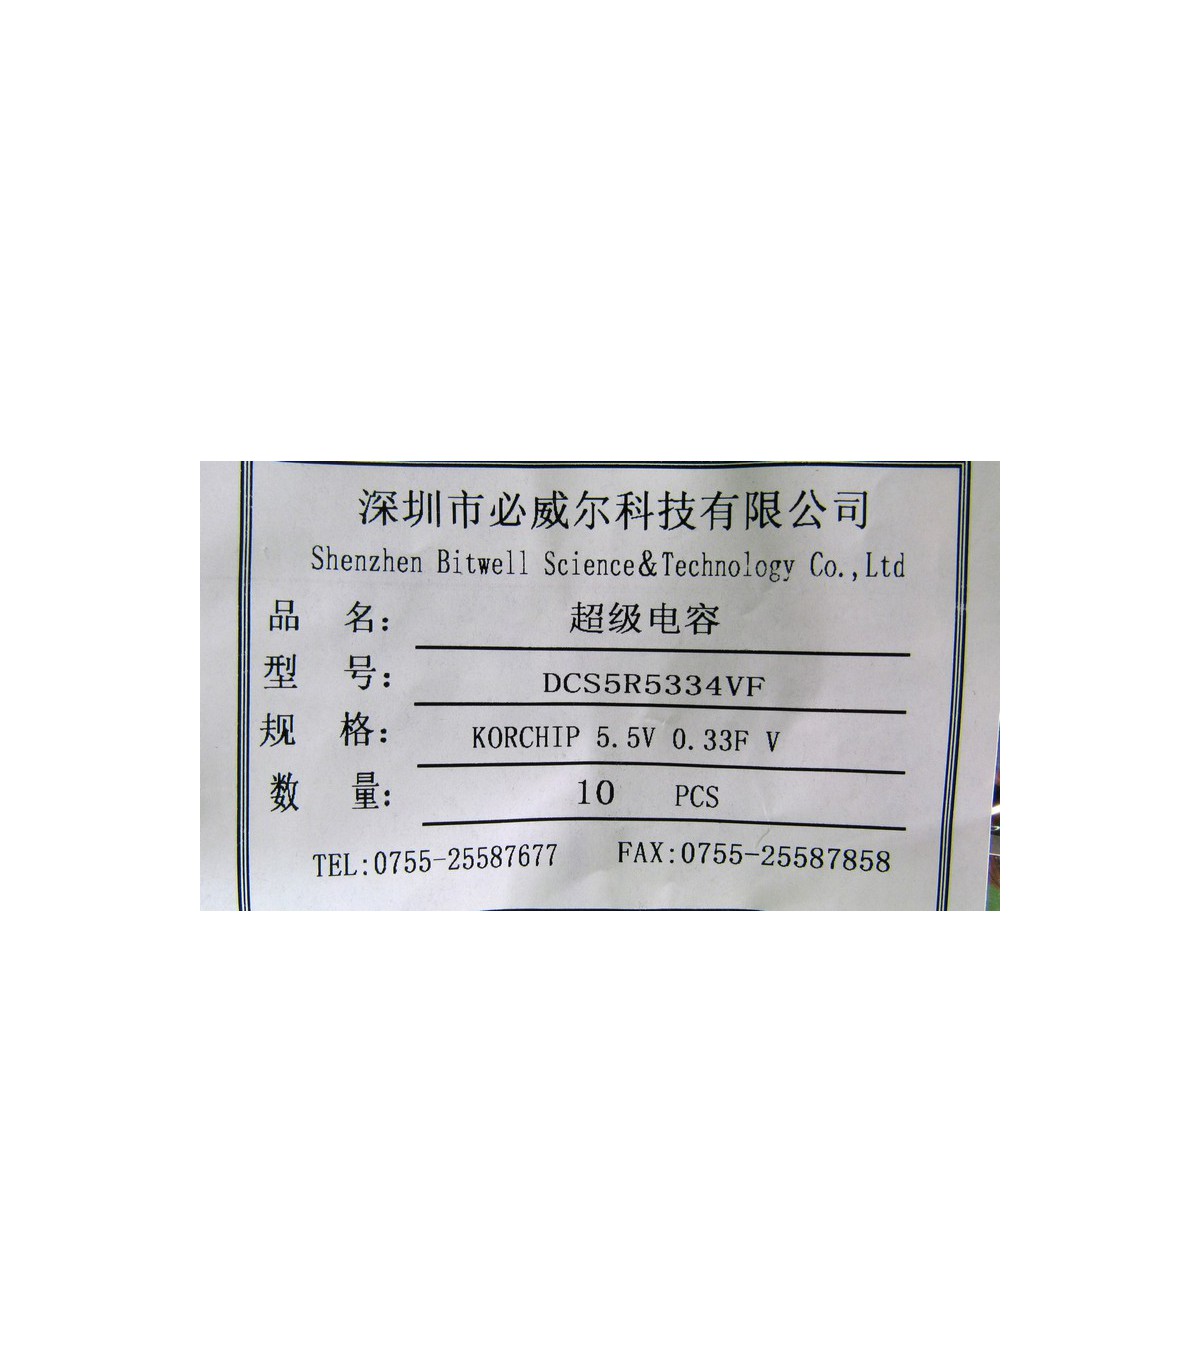 深圳市必威尔科技有限公司
Shenzhen Bitwell Science&Technology Co.,Ltd
品 名: 超级电容
型 号: DCS5R5334VF
规 格: KORCHIP 5.5V 0.33F V
数 量: 10 PCS
TEL:0755-25587677 FAX:0755-25587858